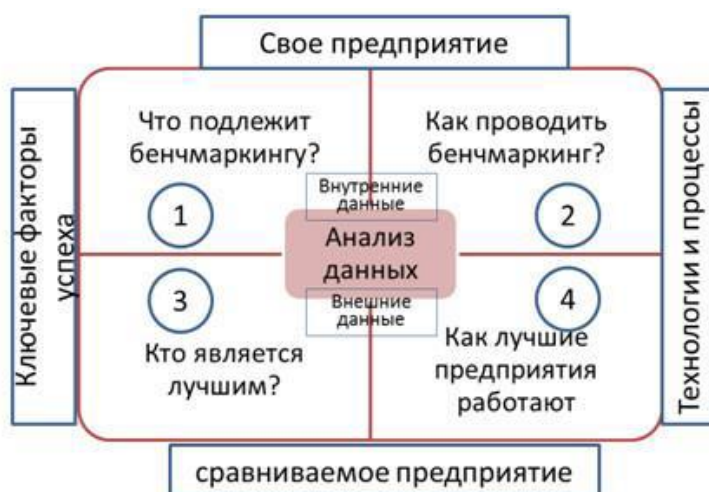 Свое предприятие
Ключевые факторы
успеха
Что подлежит
бенчмаркингу?
1
Как проводить
бенчмаркинг?
2
Внутренние
данные
Анализ
данных
Внешние
данные
3
Кто является
лучшим?
4
Как лучшие
предприятия
работают
Технологии и процессы
сравниваемое предприятие